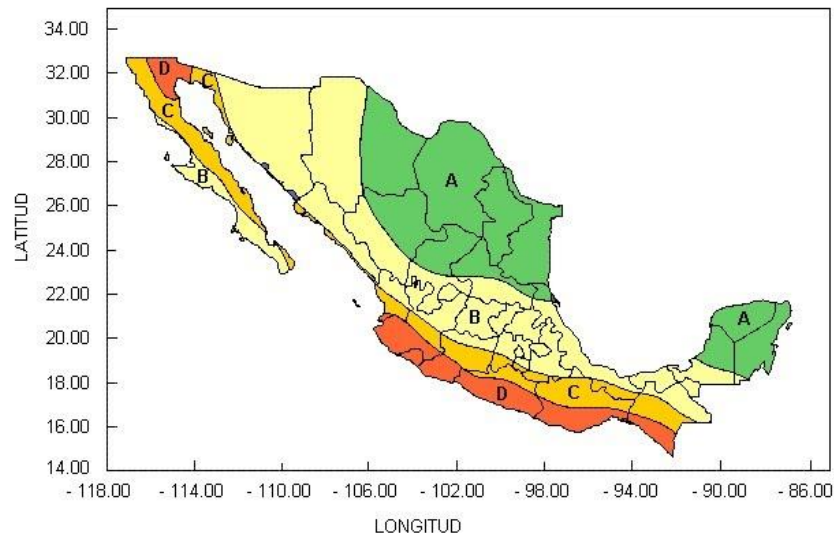 34.00
32.00
30.00
28.00
26.00
24.00
22.00
20.00
18.00
16.00
14.00
LATITUD
D
C
C
B
A
B
A
C
D
- 118.00 - 114.00 - 110.00 - 106.00 - 102.00 - 98.00 - 94.00 - 90.00 - 86.00
LONGITUD